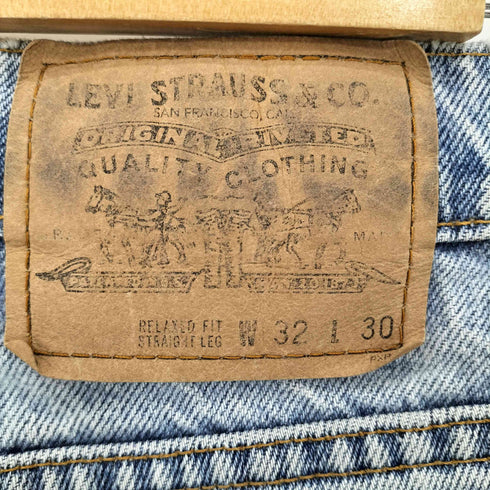 LEVI STRAUSS & CO.
SAN FRANCISCO, CAL.
ORIGINAL RIVETED
QUALITY CLOTHING
RELAXED FIT W 32 L 30
STRAIGHT LEG